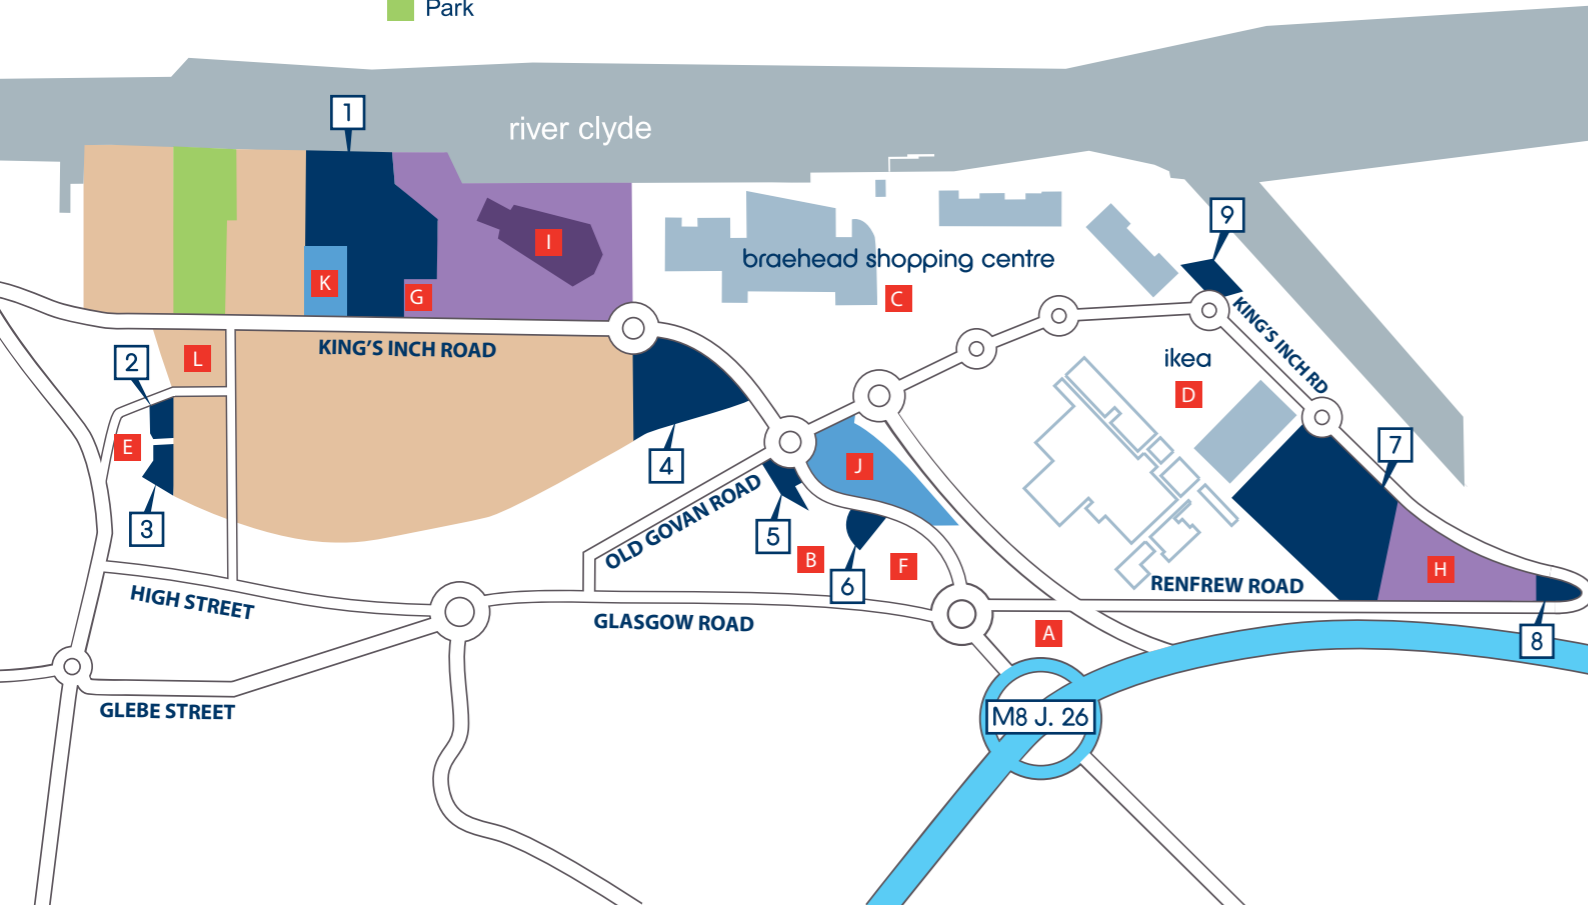 Park
1
river clyde
9
braehead shopping centre
I
K
G
C
KING'S INCH RD
KING'S INCH ROAD
L
2
ikea
D
E
4
J
7
3
OLD GOVAN ROAD
5
B
6
F
H
RENFREW ROAD
HIGH STREET
GLASGOW ROAD
A
8
GLEBE STREET
M8 J. 26